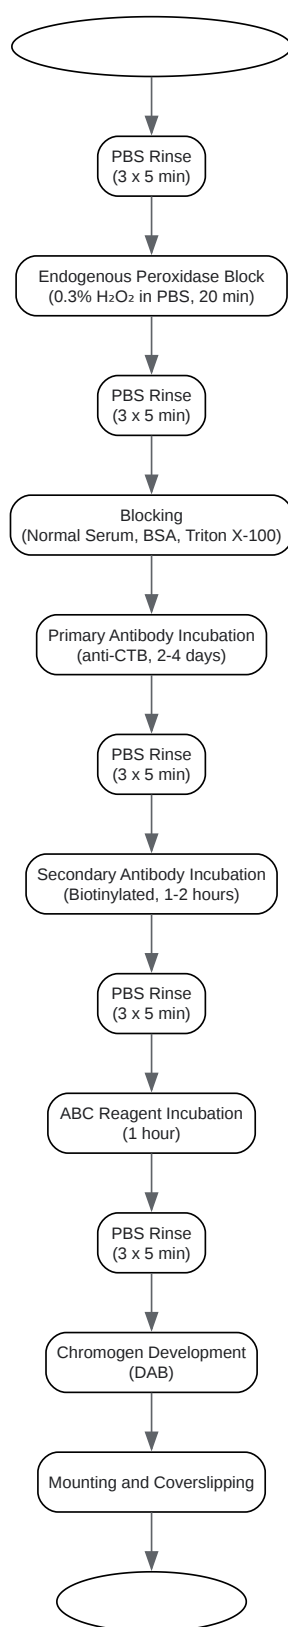 PBS Rinse
(3 x 5 min)
Endogenous Peroxidase Block
(0.3% H₂O₂ in PBS, 20 min)
PBS Rinse
(3 x 5 min)
Blocking
(Normal Serum, BSA, Triton X-100)
Primary Antibody Incubation
(anti-CTB, 2-4 days)
PBS Rinse
(3 x 5 min)
Secondary Antibody Incubation
(Biotinylated, 1-2 hours)
PBS Rinse
(3 x 5 min)
ABC Reagent Incubation
(1 hour)
PBS Rinse
(3 x 5 min)
Chromogen Development
(DAB)
Mounting and Coverslipping